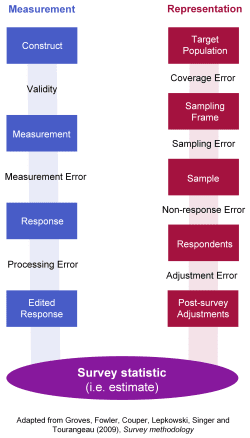 Measurement
Construct
Validity
Measurement
Measurement Error
Response
Processing Error
Edited
Response
Representation
Target
Population
Coverage Error
Sampling
Frame
Sampling Error
Sample
Non-response Error
Respondents
Adjustment Error
Post-survey
Adjustments
Survey statistic
(i.e. estimate)
Adapted from Groves, Fowler, Couper, Lepkowski, Singer and
Tourangeau (2009), Survey methodology